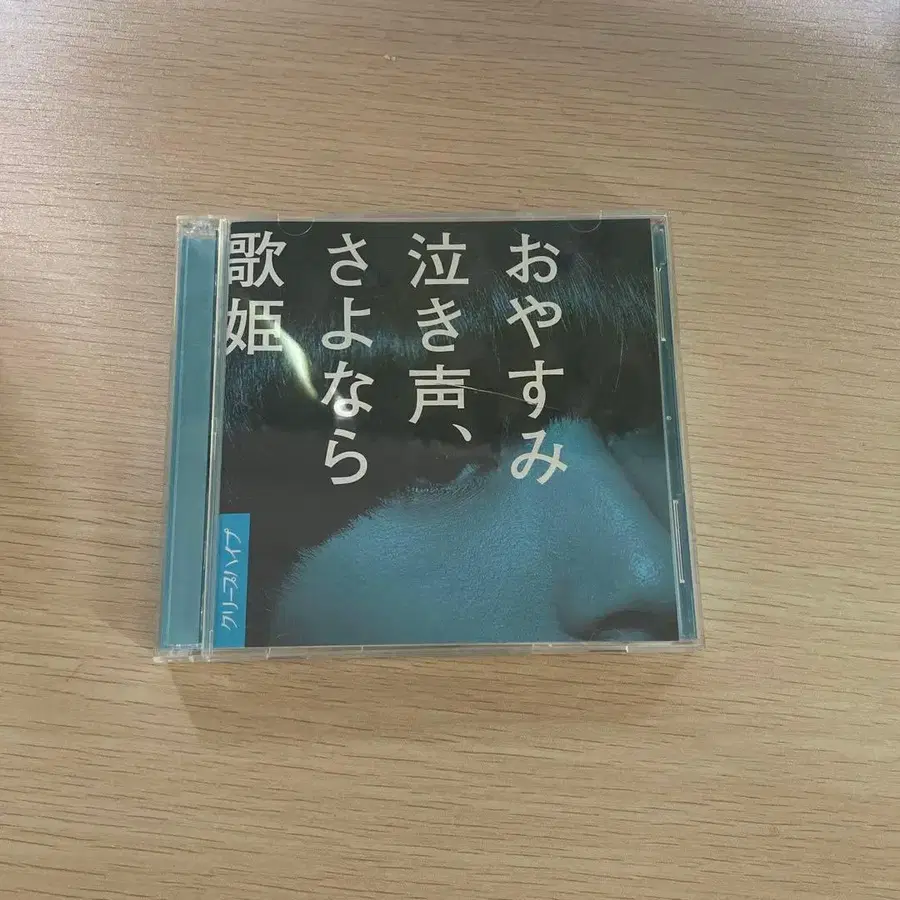 おやすみ
泣き声、
さよなら
歌姫
クリープハイプ